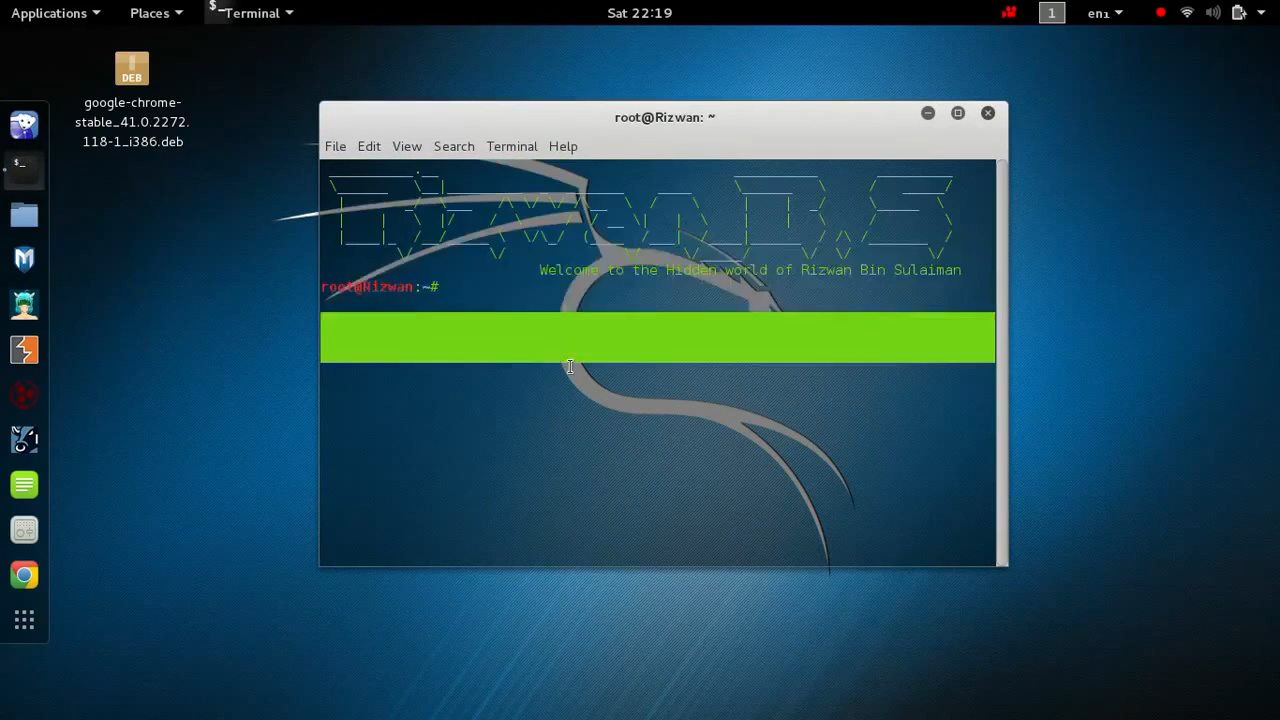 Applications
Places
Terminal
Sat 22:19
1
en₁
DEB
google-chrome-
stable_41.0.2272.
118-1_i386.deb
root@Rizwan: ~
File Edit View Search Terminal Help
Rizwan B.S
Welcome to the Hidden world of Rizwan Bin Sulaiman
root@Rizwan:~#